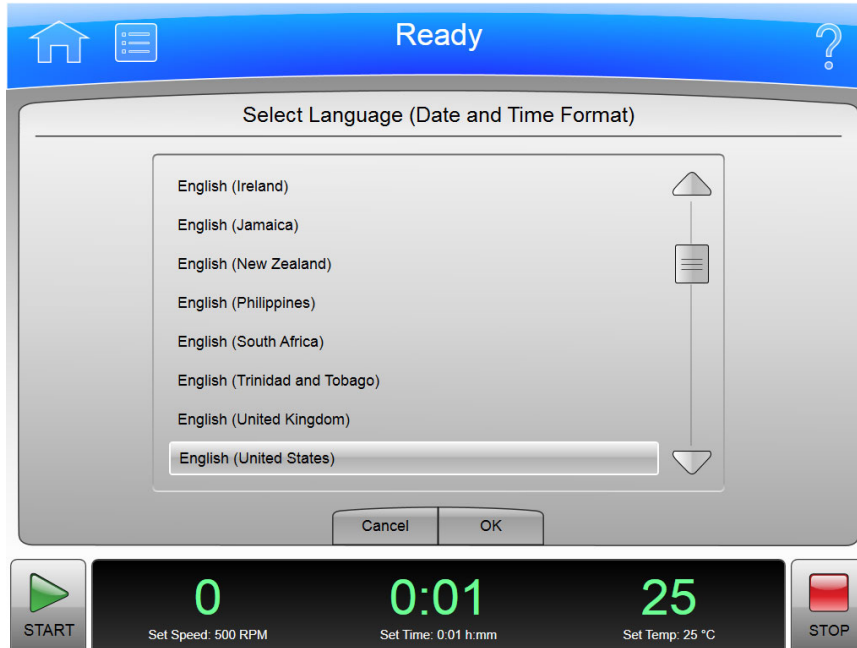 Ready
?
Select Language (Date and Time Format)
English (Ireland)
English (Jamaica)
English (New Zealand)
English (Philippines)
English (South Africa)
English (Trinidad and Tobago)
English (United Kingdom)
English (United States)
Cancel OK
0 0:01 25
START Set Speed: 500 RPM Set Time: 0:01 h:mm Set Temp: 25 °C STOP